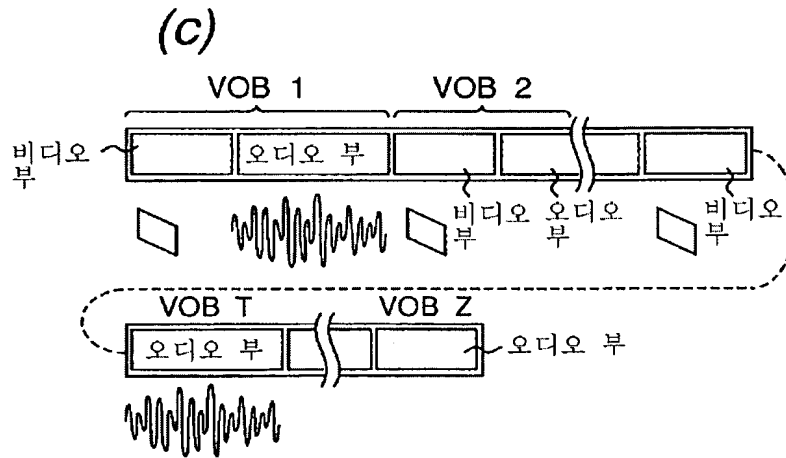 (c)
VOB 1 VOB 2
비디오
부
오디오 부
비디오
부
오디오
부
비디오
부
VOB T VOB Z
오디오 부
오디오 부